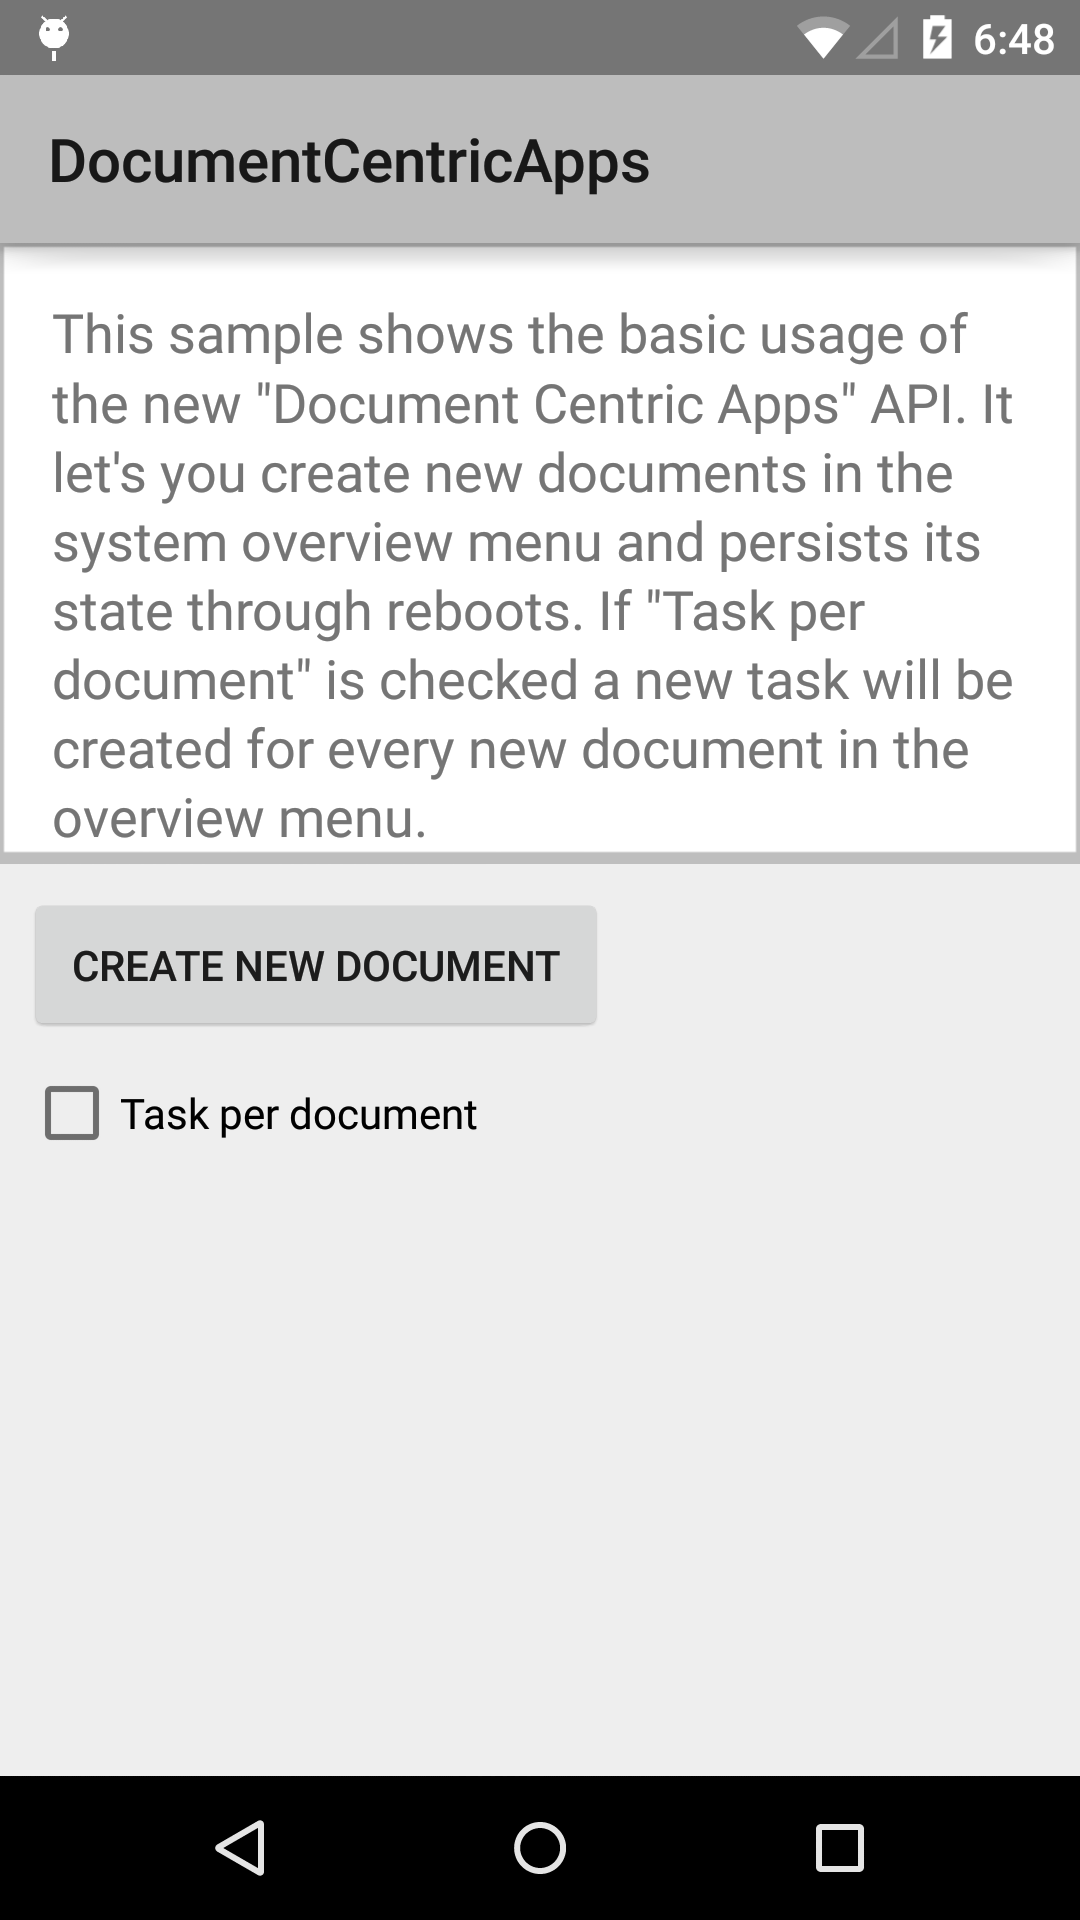 6:48
DocumentCentricApps
This sample shows the basic usage of
the new "Document Centric Apps" API. It
let's you create new documents in the
system overview menu and persists its
state through reboots. If "Task per
document" is checked a new task will be
created for every new document in the
overview menu.
CREATE NEW DOCUMENT
Task per document